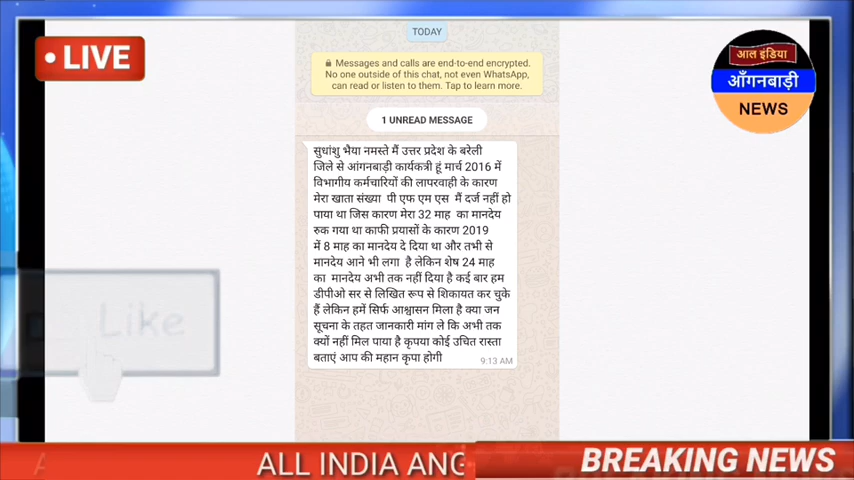 LIVE
आल इंडिया
आँगनबाड़ी
NEWS
TODAY
Messages and calls are end-to-end encrypted.
No one outside of this chat, not even WhatsApp,
can read or listen to them. Tap to learn more.
1 UNREAD MESSAGE
सुधांशु भैया नमस्ते मैं उत्तर प्रदेश के बरेली
जिले से आंगनबाड़ी कार्यकत्री हूं मार्च 2016 में
विभागीय कर्मचारियों की लापरवाही के कारण
मेरा खाता संख्या पी एफ एम एस मैं दर्ज नहीं हो
पाया था जिस कारण मेरा 32 माह का मानदेय
रुक गया था काफी प्रयासों के कारण 2019
में 8 माह का मानदेय दे दिया था और तभी से
मानदेय आने भी लगा है लेकिन शेष 24 माह
का मानदेय अभी तक नहीं दिया है कई बार हम
डीपीओ सर से लिखित रूप से शिकायत कर चुके
हैं लेकिन हमें सिर्फ आश्वासन मिला है क्या जन
सूचना के तहत जानकारी मांग ले कि अभी तक
क्यों नहीं मिल पाया है कृपया कोई उचित रास्ता
बताएं आप की महान कृपा होगी
9:13 AM
Like
ALL INDIA ANG
BREAKING NEWS